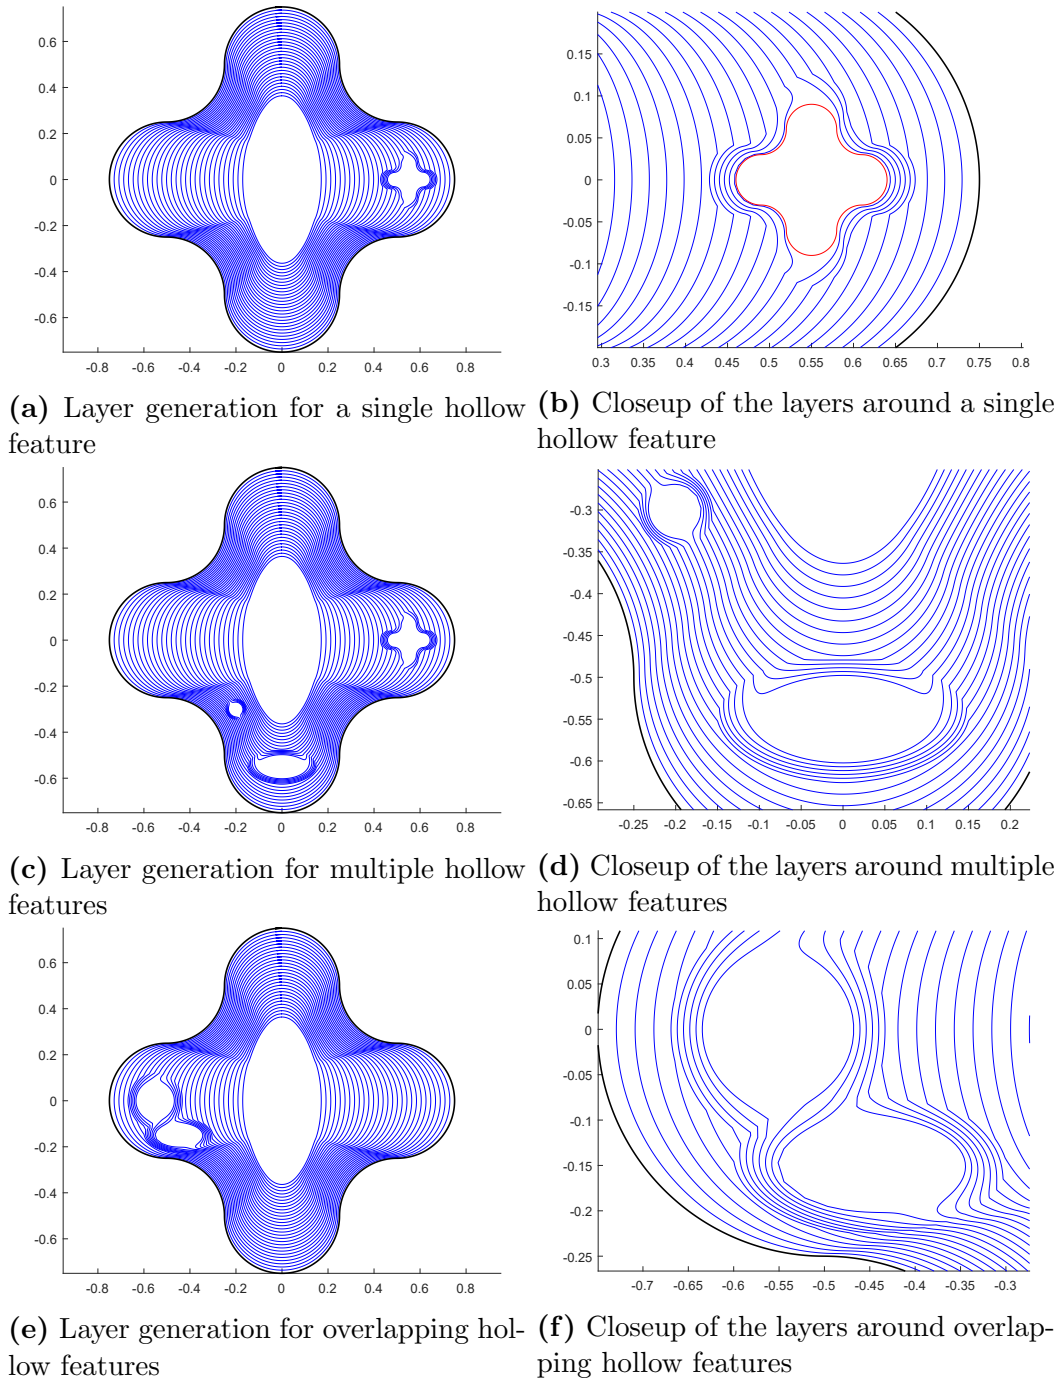 0.6
0.4
0.2
0
-0.2
-0.4
-0.6
-0.8 -0.6 -0.4 -0.2 0 0.2 0.4 0.6 0.8
0.15
0.1
0.05
0
-0.05
-0.1
-0.15
0.3 0.35 0.4 0.45 0.5 0.55 0.6 0.65 0.7 0.75 0.8
(a) Layer generation for a single hollow
feature
(b) Closeup of the layers around a single
hollow feature
0.6
0.4
0.2
0
-0.2
-0.4
-0.6
-0.8 -0.6 -0.4 -0.2 0 0.2 0.4 0.6 0.8
-0.3
-0.35
-0.4
-0.45
-0.5
-0.55
-0.6
-0.65
-0.25 -0.2 -0.15 -0.1 -0.05 0 0.05 0.1 0.15 0.2
(c) Layer generation for multiple hollow
features
(d) Closeup of the layers around multiple
hollow features
0.6
0.4
0.2
0
-0.2
-0.4
-0.6
-0.8 -0.6 -0.4 -0.2 0 0.2 0.4 0.6 0.8
0.1
0.05
0
-0.05
-0.1
-0.15
-0.2
-0.25
-0.7 -0.65 -0.6 -0.55 -0.5 -0.45 -0.4 -0.35 -0.3
(e) Layer generation for overlapping hol-
low features
(f) Closeup of the layers around overlap-
ping hollow features